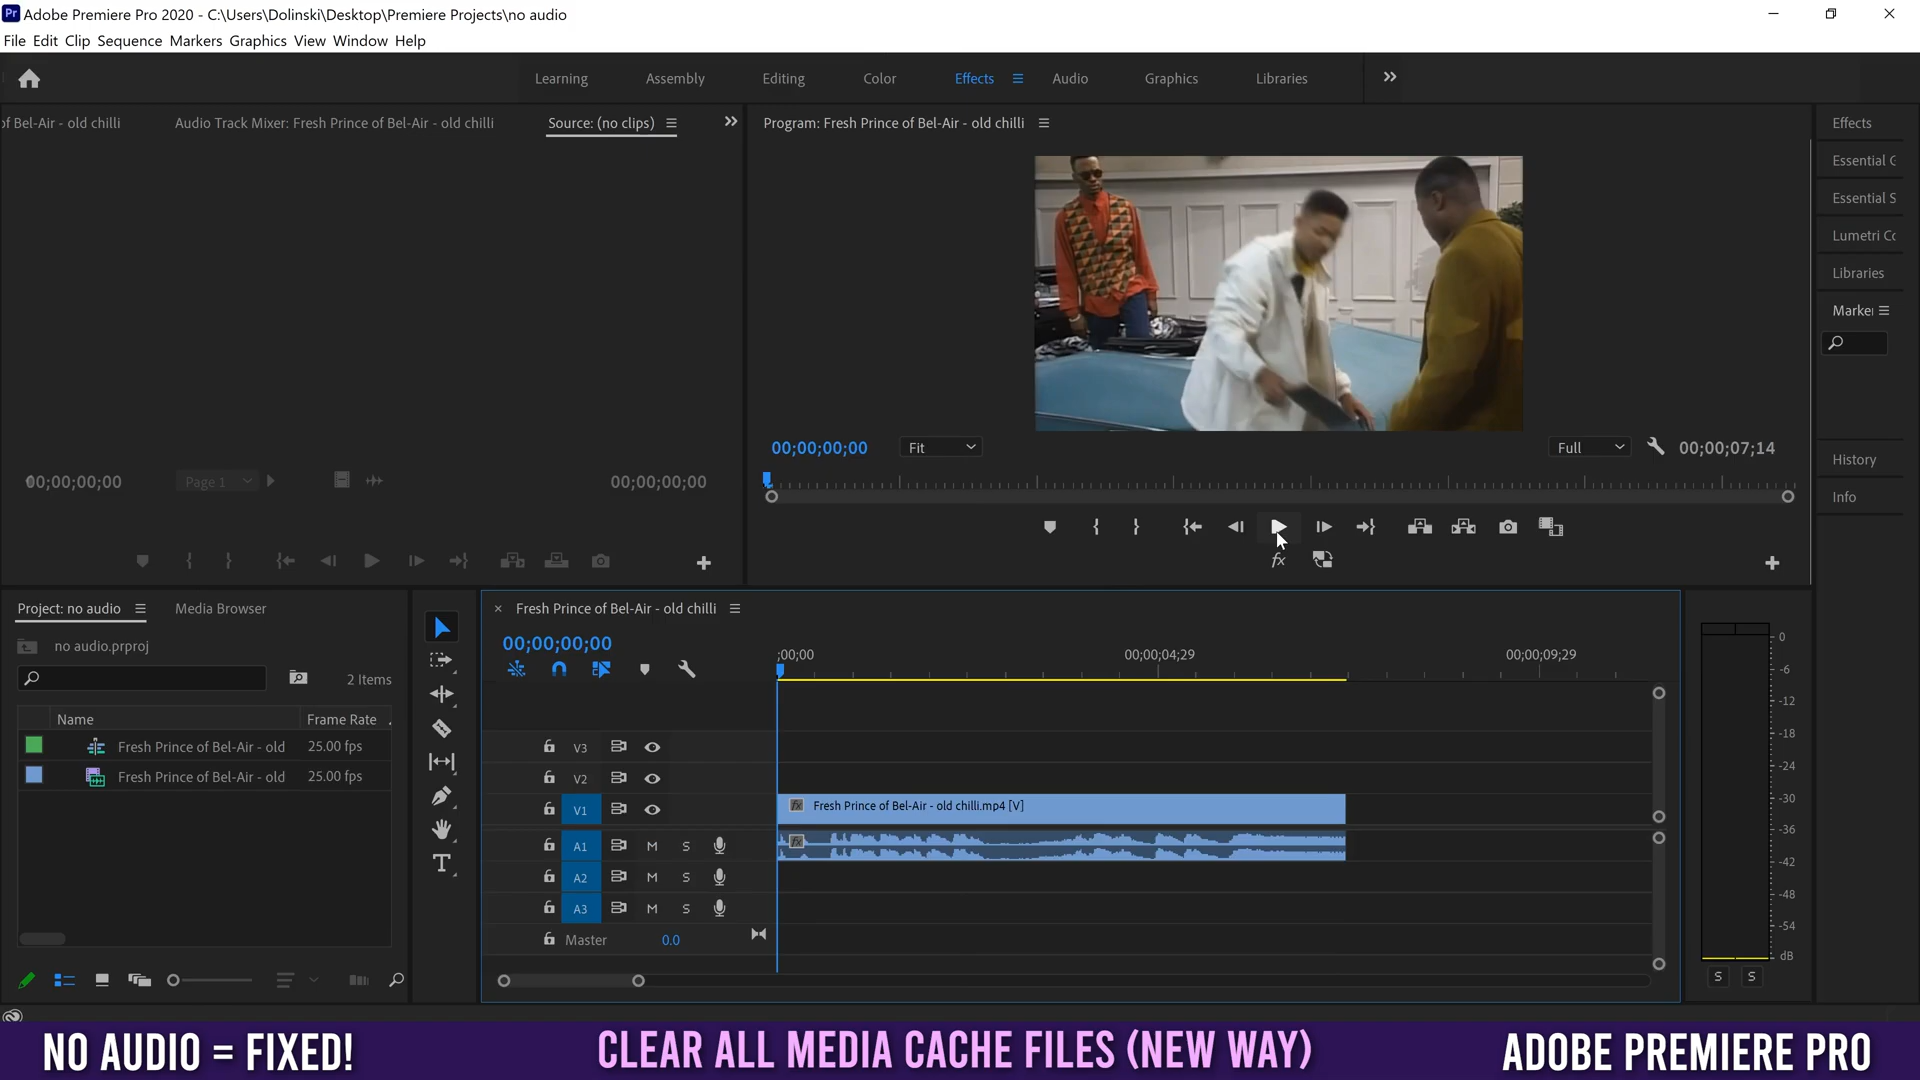 Adobe Premiere Pro 2020 - C:\Users\Dolinski\Desktop\Premiere Projects\no audio
File Edit Clip Sequence Markers Graphics View Window Help
Learning Assembly Editing Color Effects Audio Graphics Libraries
of Bel-Air - old chilli Audio Track Mixer: Fresh Prince of Bel-Air - old chilli Source: (no clips)
Program: Fresh Prince of Bel-Air - old chilli
Effects
Essential G
Essential S
Lumetri Co
Libraries
Marker
History
Info
00;00;00;00 Fit Full 00;00;07;14
00;00;00;00 Page 1 00;00;00;00
Project: no audio Media Browser
no audio.prproj
2 Items
Name Frame Rate
Fresh Prince of Bel-Air - old 25.00 fps
Fresh Prince of Bel-Air - old 25.00 fps
Fresh Prince of Bel-Air - old chilli
00;00;00;00
;00;00 00;00;04;29 00;00;09;29
V3
V2
V1
fx Fresh Prince of Bel-Air - old chilli.mp4 [V]
A1 M S
fx
A2 M S
A3 M S
Master 0.0
0
-6
-12
-18
-24
-30
-36
-42
-48
-54
dB
S S
NO AUDIO = FIXED!
CLEAR ALL MEDIA CACHE FILES (NEW WAY)
ADOBE PREMIERE PRO